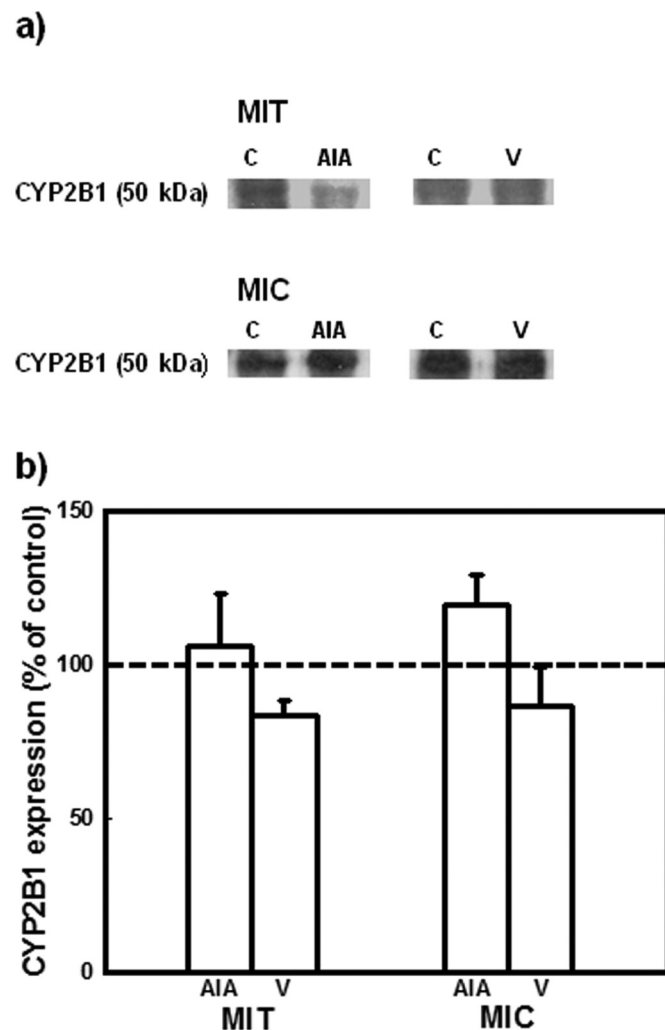 a)
MIT
C AIA C V
CYP2B1 (50 kDa)
MIC
C AIA C V
CYP2B1 (50 kDa)
b)
CYP2B1 expression (% of control)
150
100
50
0
AIA V AIA V
MIT MIC